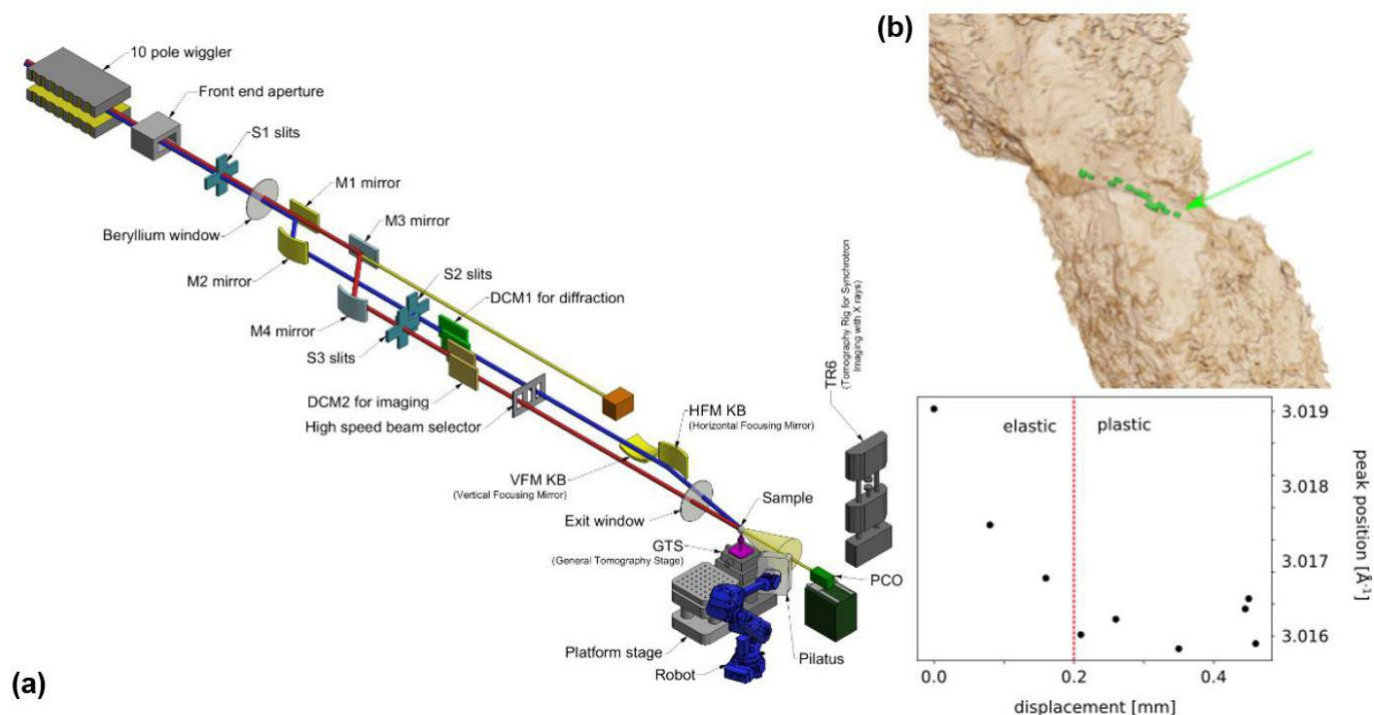 (b)
10 pole wiggler
Front end aperture
S1 slits
M1 mirror
Beryllium window
M3 mirror
M2 mirror
S2 slits
DCM1 for diffraction
M4 mirror
S3 slits
DCM2 for imaging
High speed beam selector
TR6
(Tomography Rig for Synchrotron
Imaging with X rays)
HFM KB
(Horizontal Focusing Mirror)
VFM KB
(Vertical Focusing Mirror)
Sample
Exit window
GTS
(General Tomography Stage)
PCO
Platform stage
Pilatus
Robot
(a)
elastic
plastic
3.019
3.018
3.017
3.016
peak position [Å⁻¹]
0.0
0.2
0.4
displacement [mm]